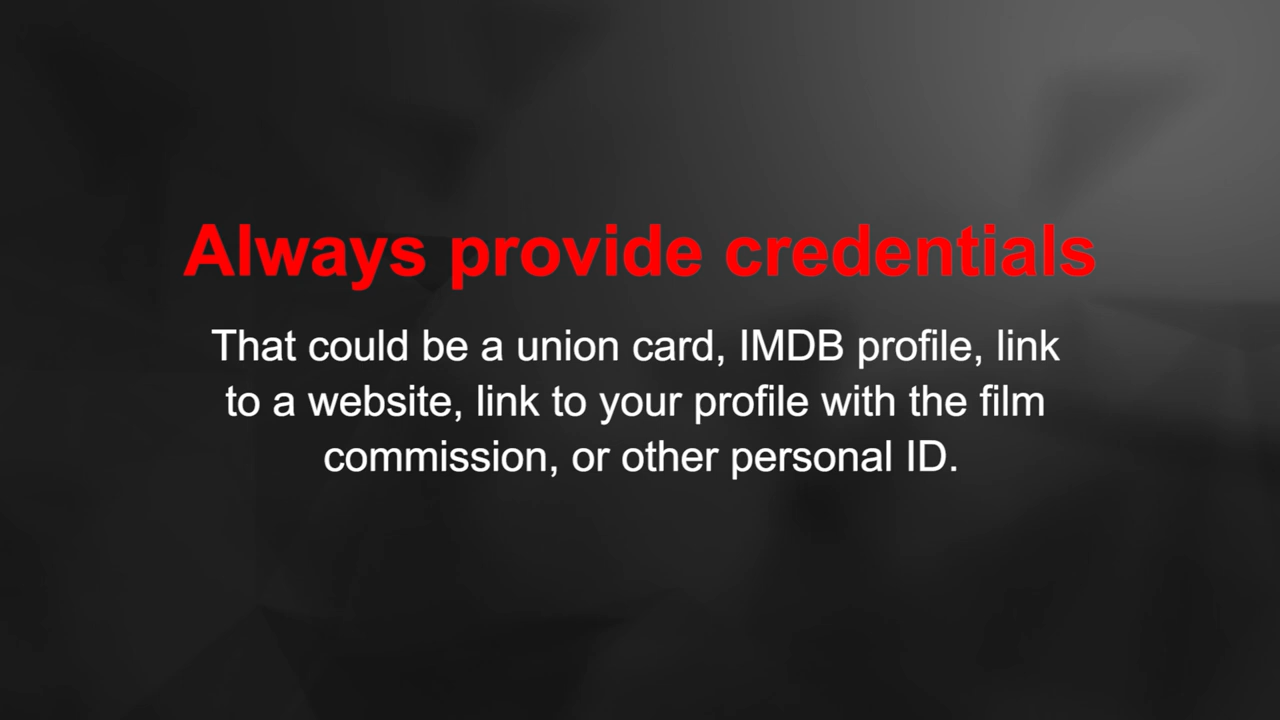 Always provide credentials
That could be a union card, IMDB profile, link
to a website, link to your profile with the film
commission, or other personal ID.